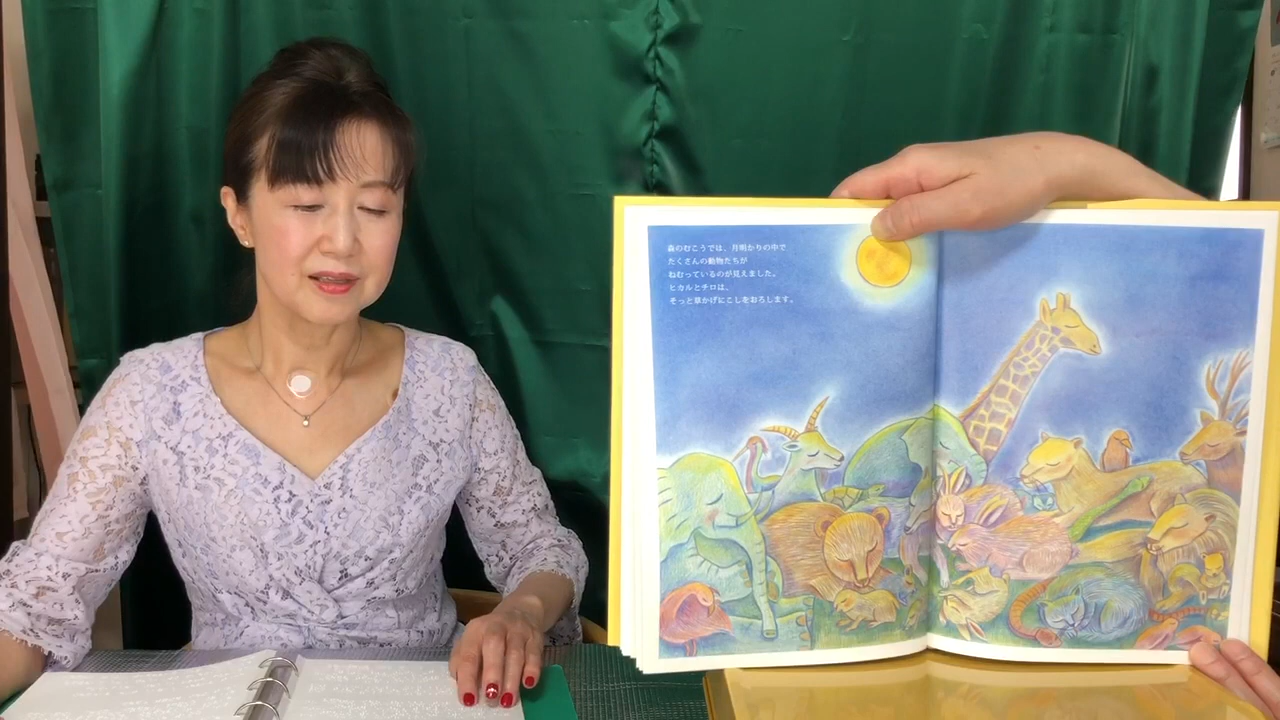 森のむこうでは、月明かりの中で
たくさんの動物たちが
ねむっているのが見えました。
ヒカルとチロは、
そっと草かげにこしをおろします。